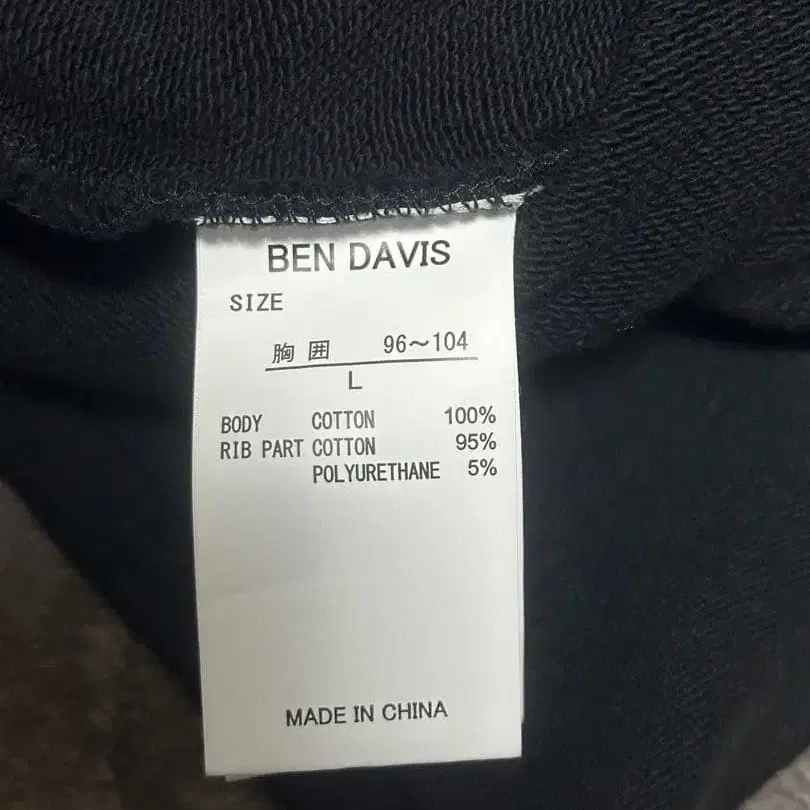 BEN DAVIS
SIZE
胸囲 96～104
L
BODY COTTON 100%
RIB PART COTTON 95%
POLYURETHANE 5%
MADE IN CHINA